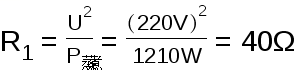 R₁ = U²/P蒸 = (220V)²/1210W = 40Ω